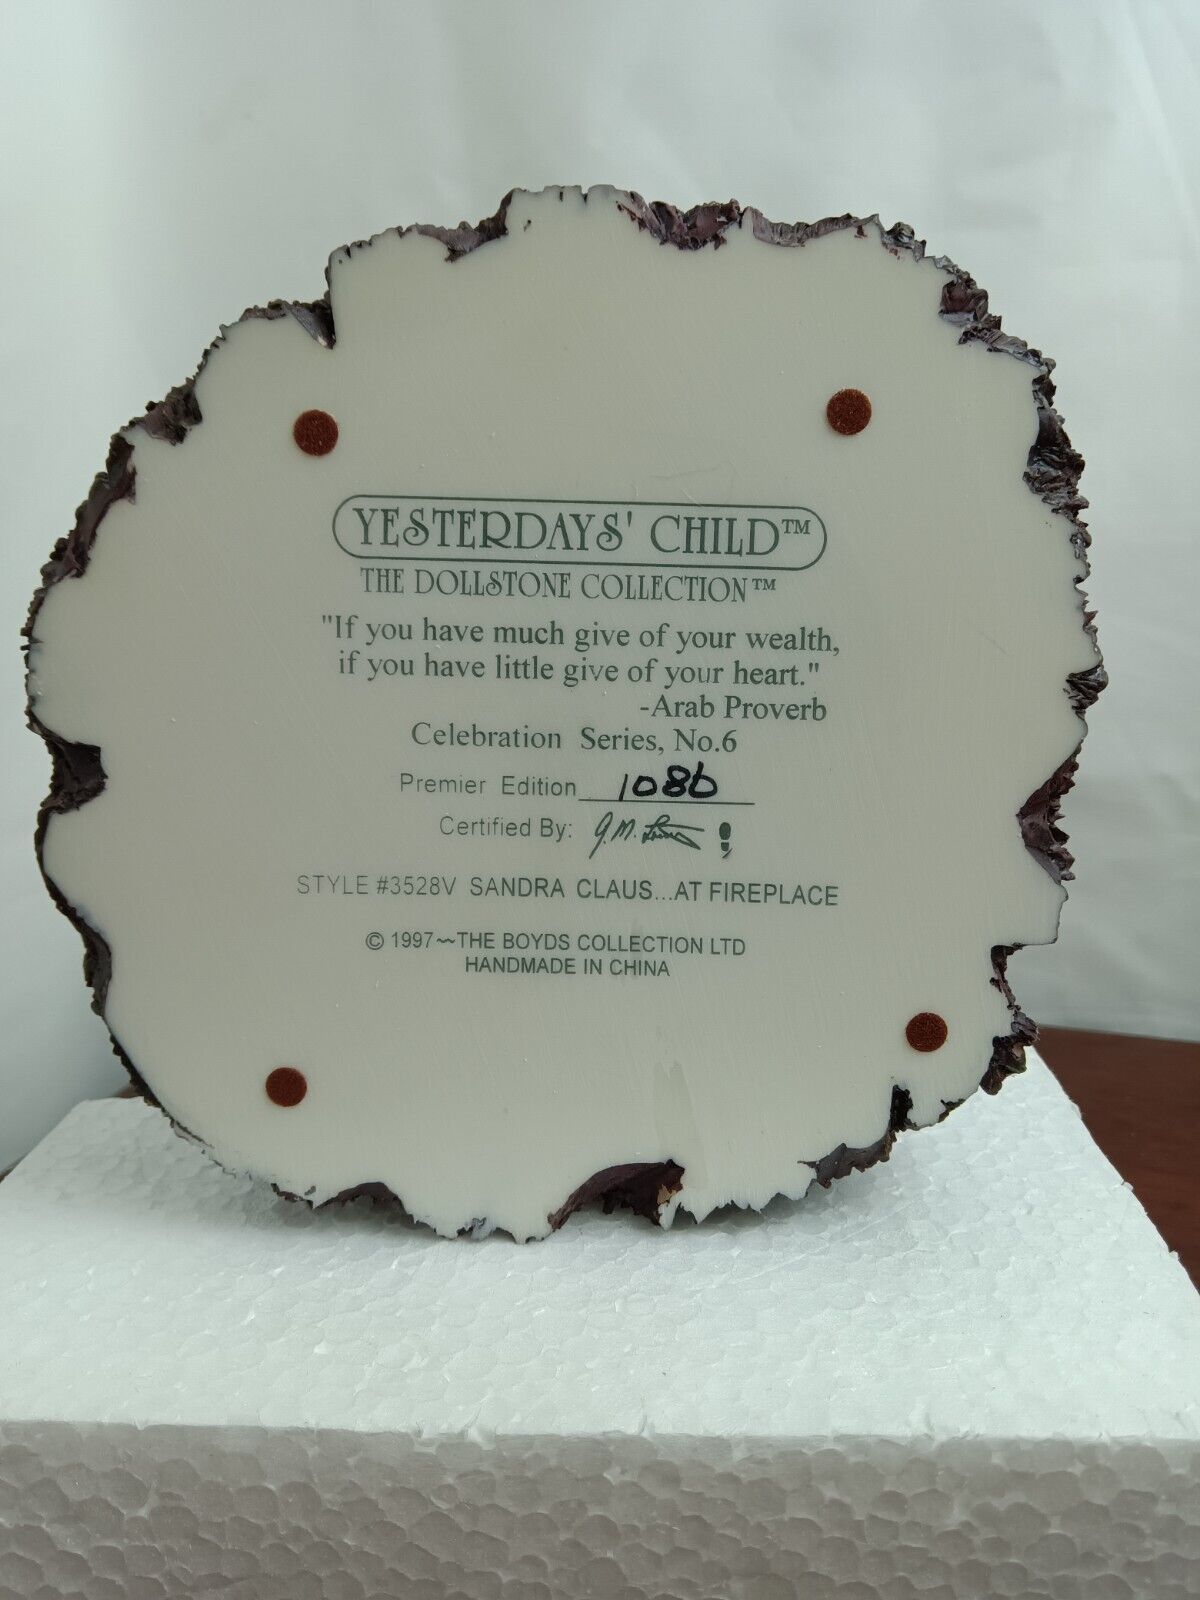 YESTERDAYS' CHILD™
THE DOLLSTONE COLLECTION™
"If you have much give of your wealth,
if you have little give of your heart."
-Arab Proverb
Celebration Series, No.6
Premier Edition 1086
Certified By:
STYLE #3528V SANDRA CLAUS...AT FIREPLACE
© 1997~THE BOYDS COLLECTION LTD
HANDMADE IN CHINA